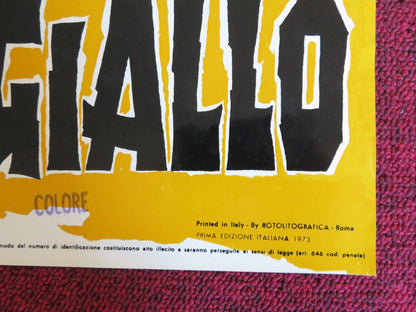 GIALLO
COLORE
Printed in Italy - By ROTOLITOGRAFICA - Roma
PRIMA EDIZIONE ITALIANA 1973
modo del numero di identificazione costituiscono atto illecito e saranno perseguite ai sensi di legge (art. 646 cod. penale)